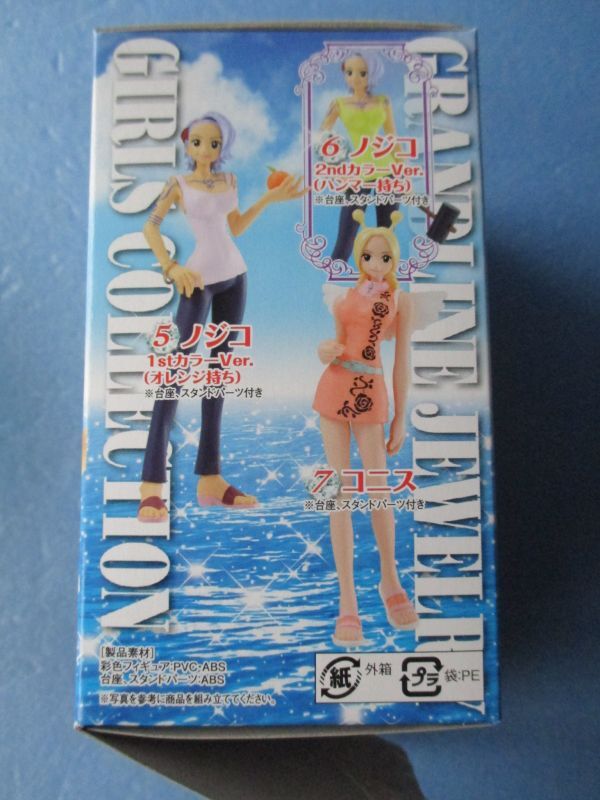 GIRLS COLLECTION
GRANDLINE JEWELRY
6 ノジコ
2ndカラーVer.
(ハンマー持ち)
※台座、スタンドパーツ付き
5 ノジコ
1stカラーVer.
(オレンジ持ち)
※台座、スタンドパーツ付き
7 コニス
※台座、スタンドパーツ付き
[製品素材]
彩色フィギュア:PVC・ABS
台座、スタンドパーツ:ABS
※写真を参考に商品を組み立ててください。
紙 外箱
プラ 袋:PE